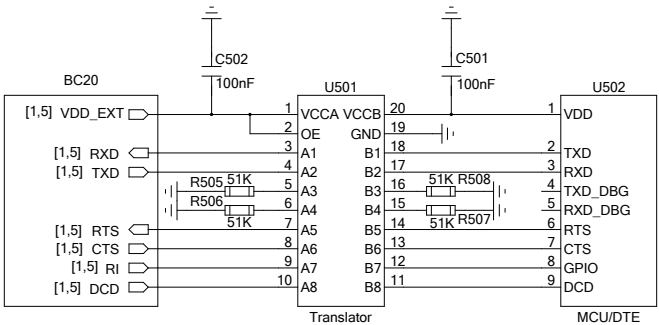 C502
100nF
C501
100nF
BC20
U501
U502
[1,5] VDD_EXT
1 VCCA VCCB 20
1 VDD
2 OE GND 19
[1,5] RXD
3 A1 B1 18
2 TXD
[1,5] TXD
4 A2 B2 17
3 RXD
R505 51K
5 A3 B3 16
51K R508
4 TXD_DBG
R506 51K
6 A4 B4 15
51K R507
5 RXD_DBG
[1,5] RTS
7 A5 B5 14
6 RTS
[1,5] CTS
8 A6 B6 13
7 CTS
[1,5] RI
9 A7 B7 12
8 GPIO
[1,5] DCD
10 A8 B8 11
9 DCD
Translator
MCU/DTE